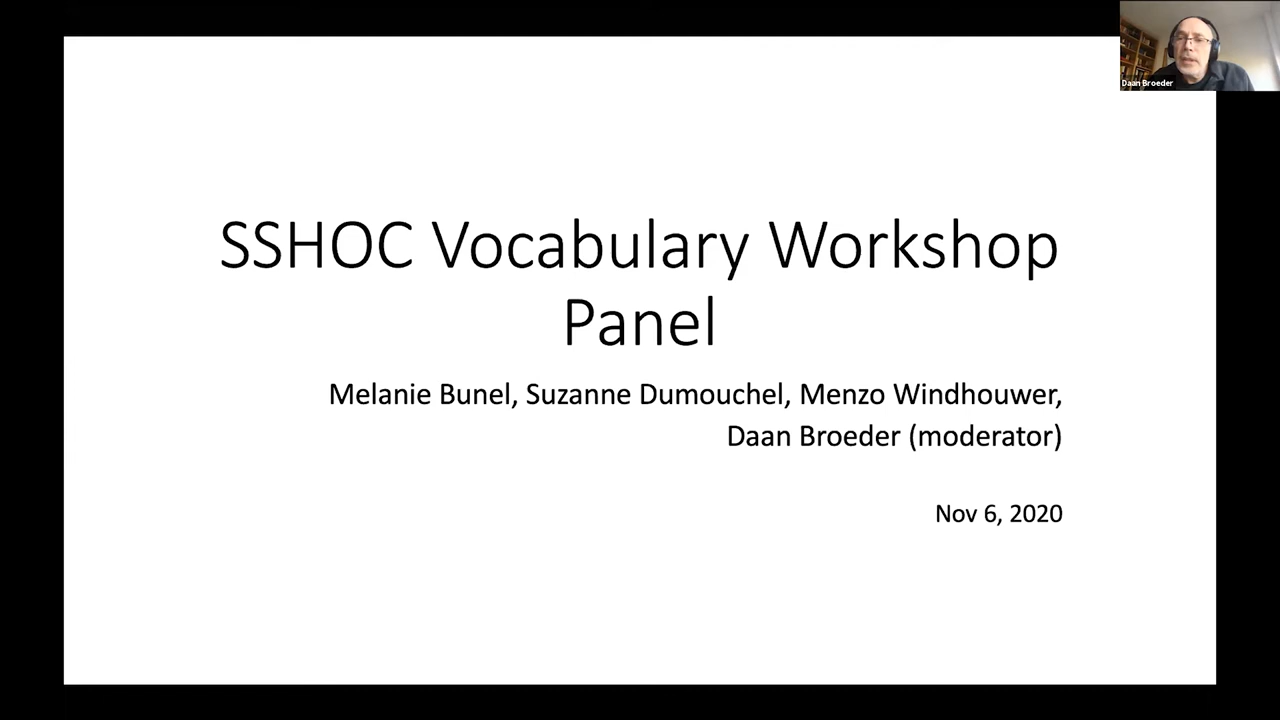 Daan Broeder
SSHOC Vocabulary Workshop
Panel
Melanie Bunel, Suzanne Dumouchel, Menzo Windhouwer,
Daan Broeder (moderator)
Nov 6, 2020